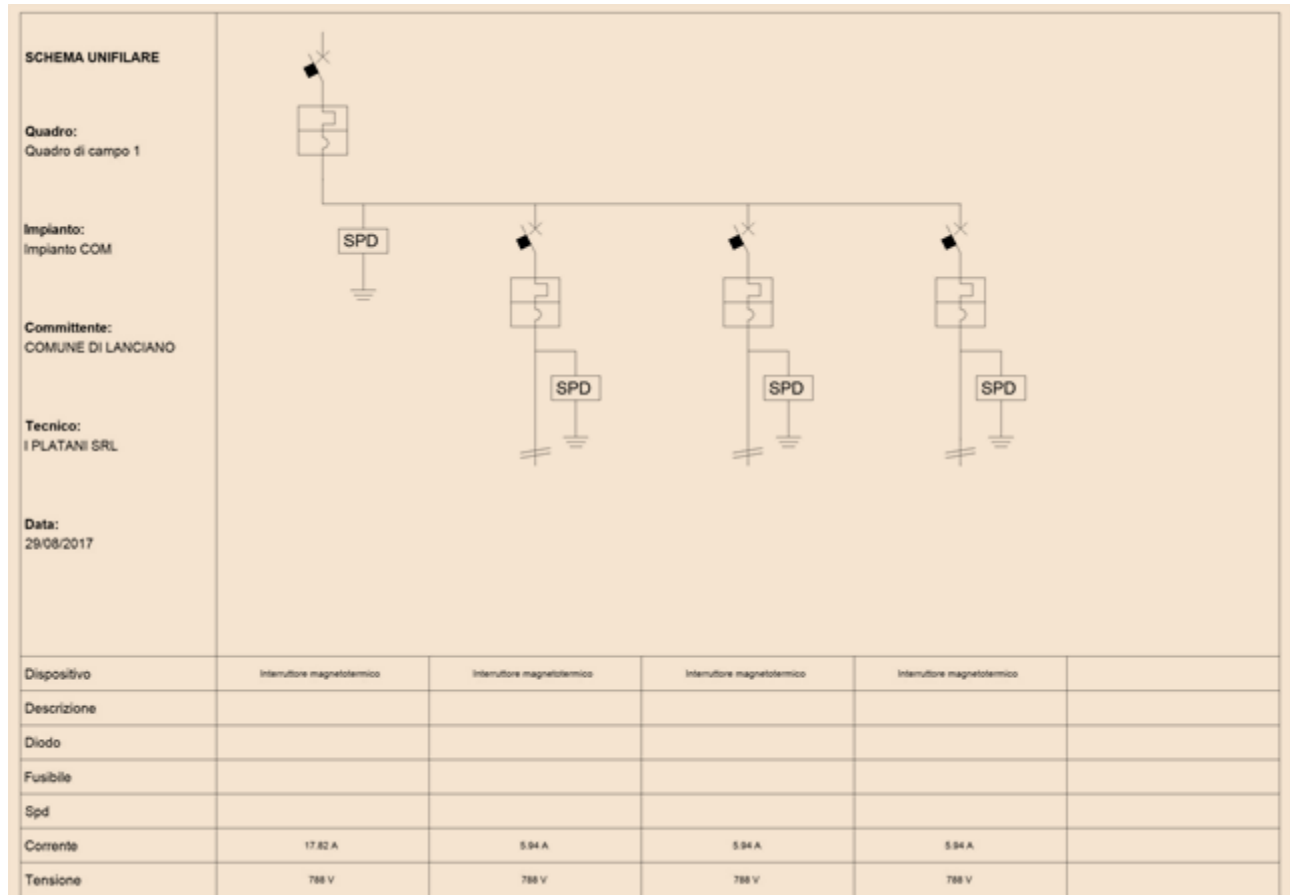 SCHEMA UNIFILARE
Quadro:
Quadro di campo 1
Impianto:
Impianto COM
Committente:
COMUNE DI LANCIANO
Tecnico:
I PLATANI SRL
Data:
29/08/2017
SPD
SPD SPD SPD
Dispositivo Interruttore magnetotermico Interruttore magnetotermico Interruttore magnetotermico Interruttore magnetotermico
Descrizione
Diodo
Fusibile
Spd
Corrente 17.82 A 5.94 A 5.94 A 5.94 A
Tensione 788 V 788 V 788 V 788 V